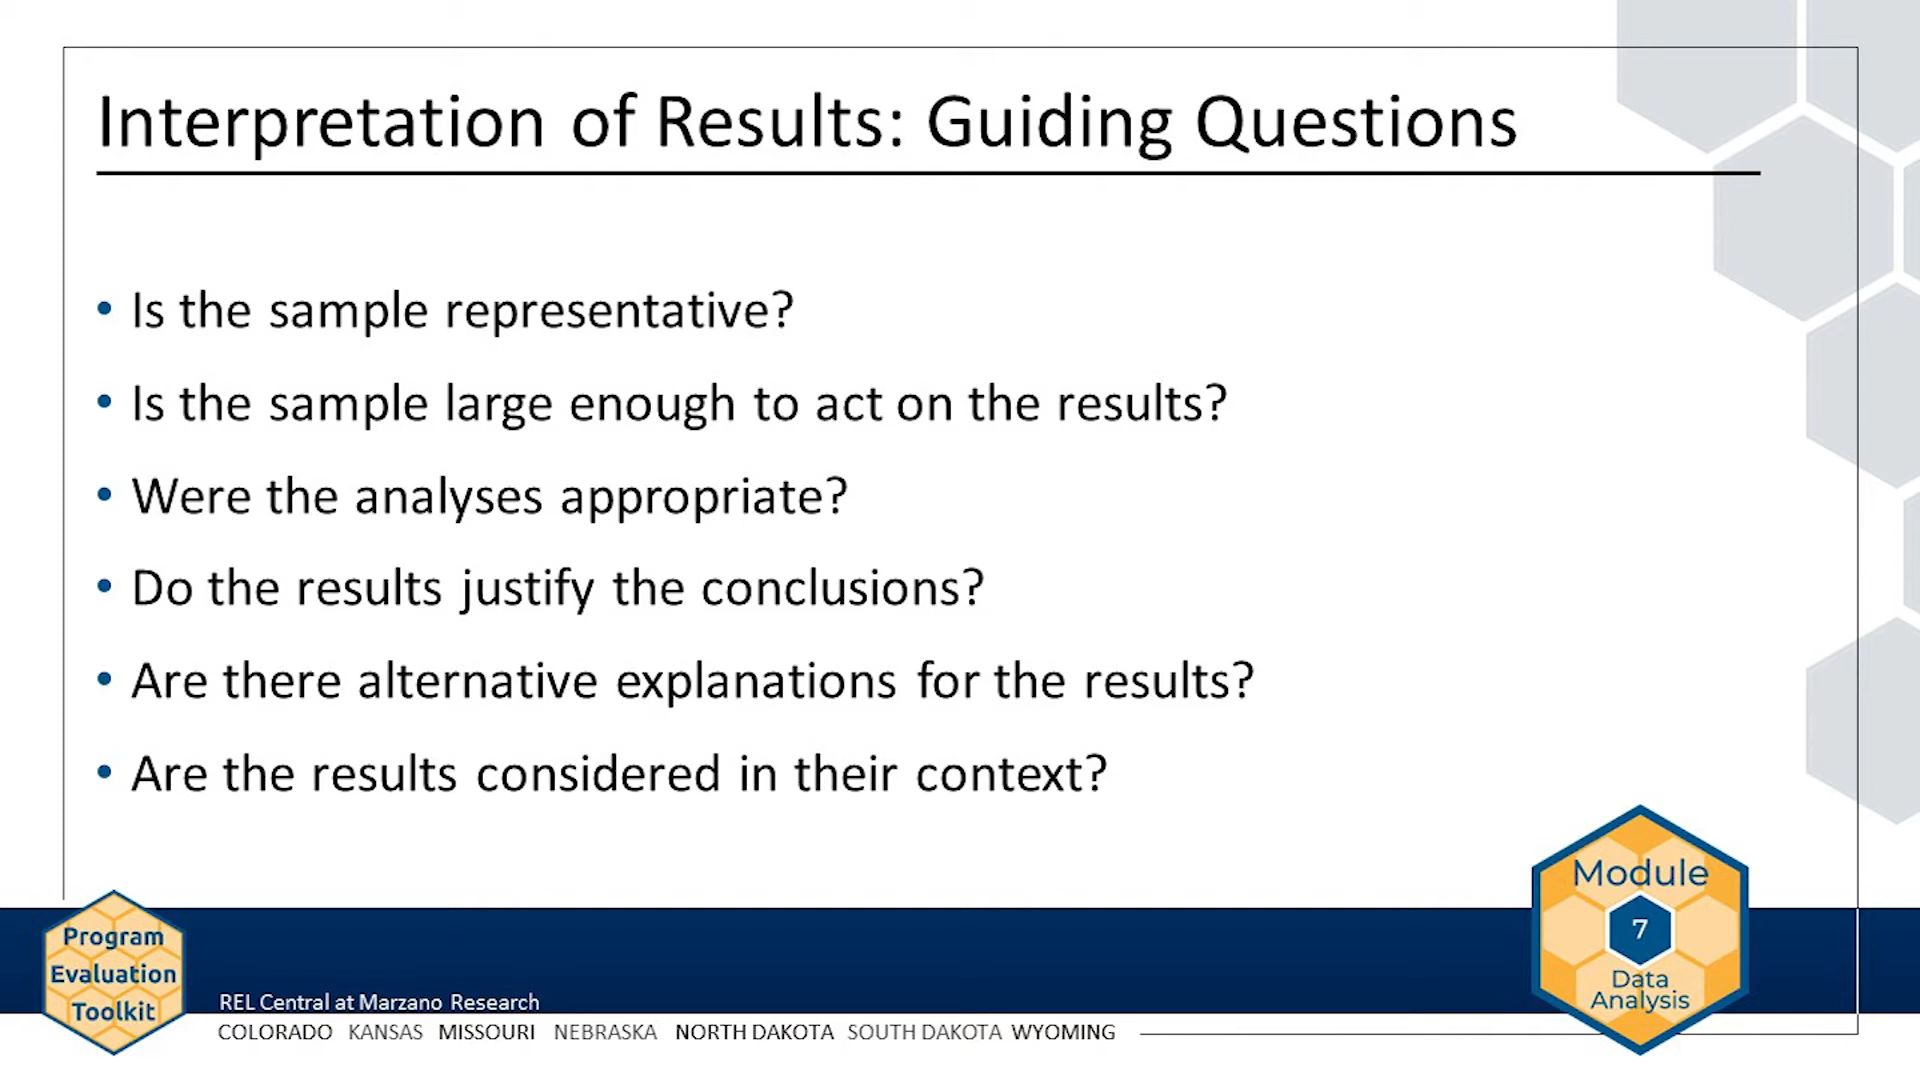 Interpretation of Results: Guiding Questions
• Is the sample representative?
• Is the sample large enough to act on the results?
• Were the analyses appropriate?
• Do the results justify the conclusions?
• Are there alternative explanations for the results?
• Are the results considered in their context?
Program
Evaluation
Toolkit
REL Central at Marzano Research
COLORADO KANSAS MISSOURI NEBRASKA NORTH DAKOTA SOUTH DAKOTA WYOMING
Module
7
Data
Analysis